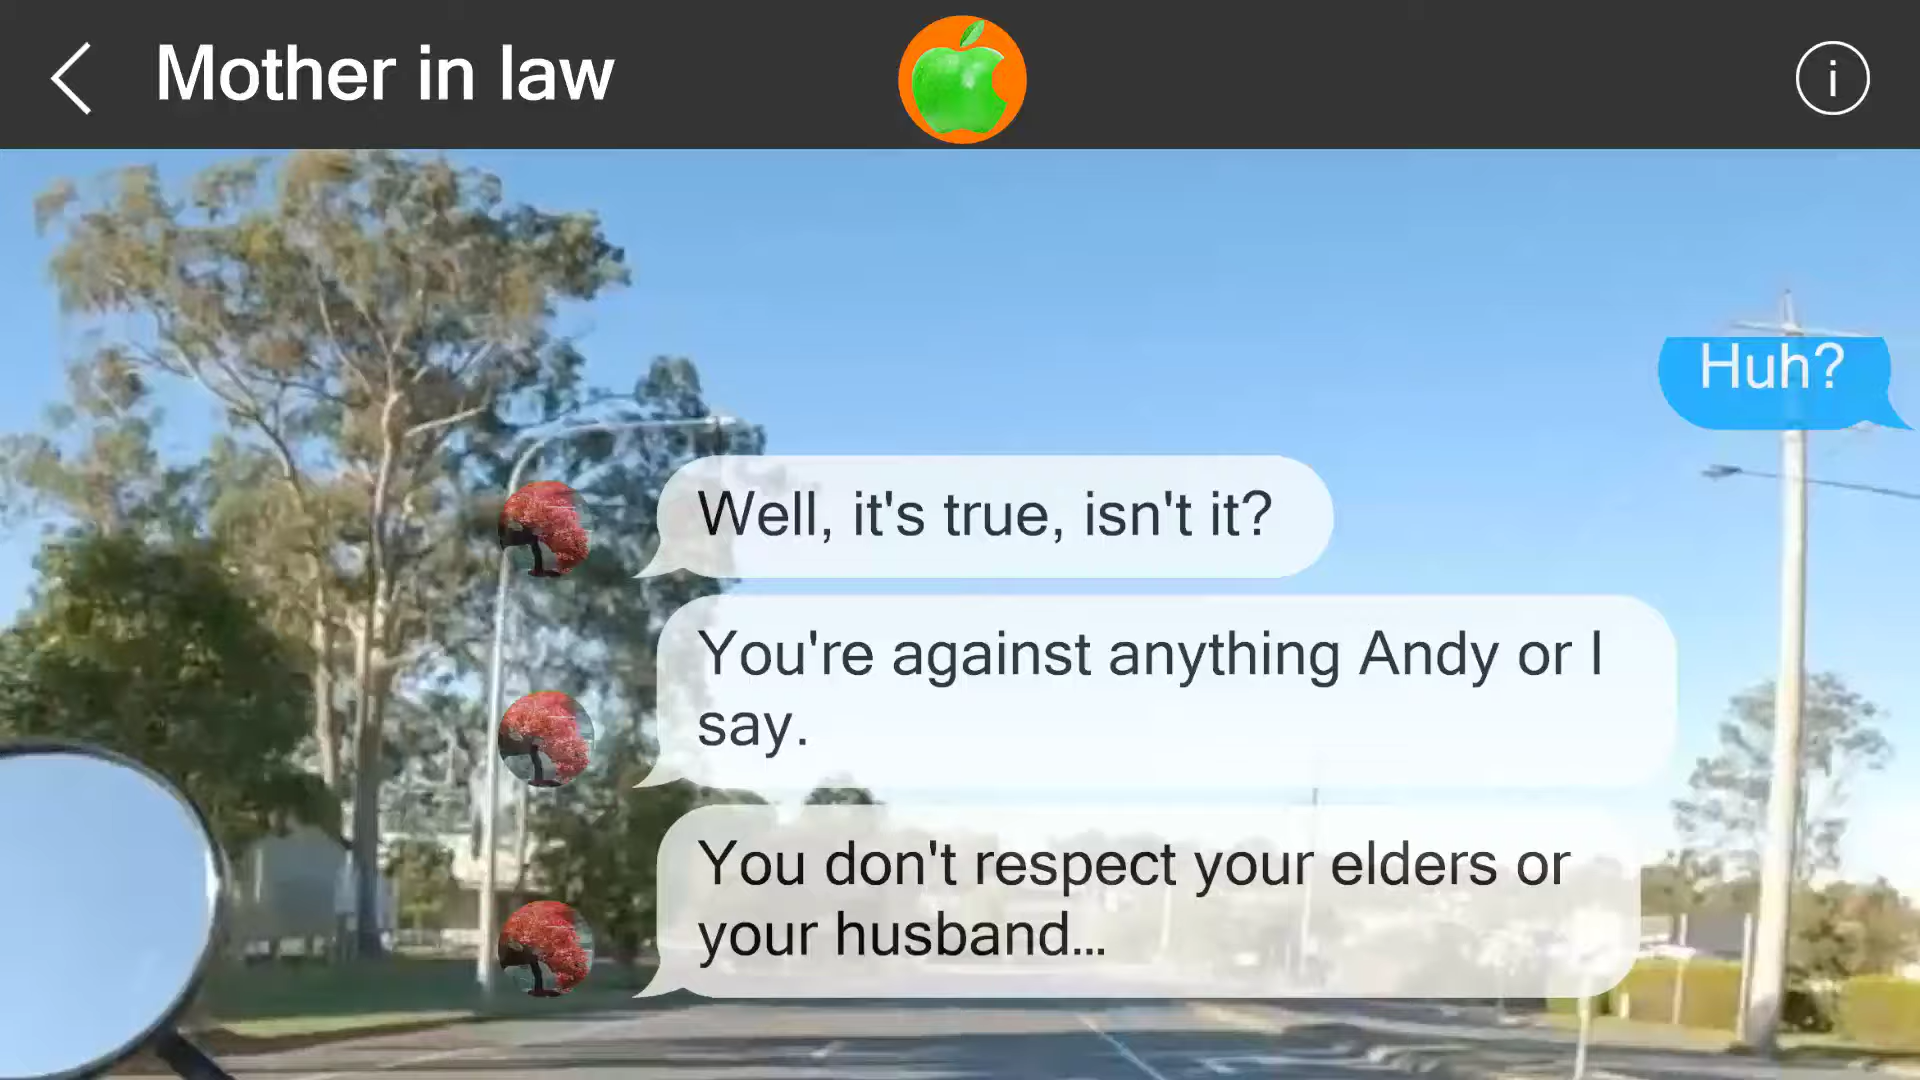 Mother in law
Huh?
Well, it's true, isn't it?
You're against anything Andy or I
say.
You don't respect your elders or
your husband...